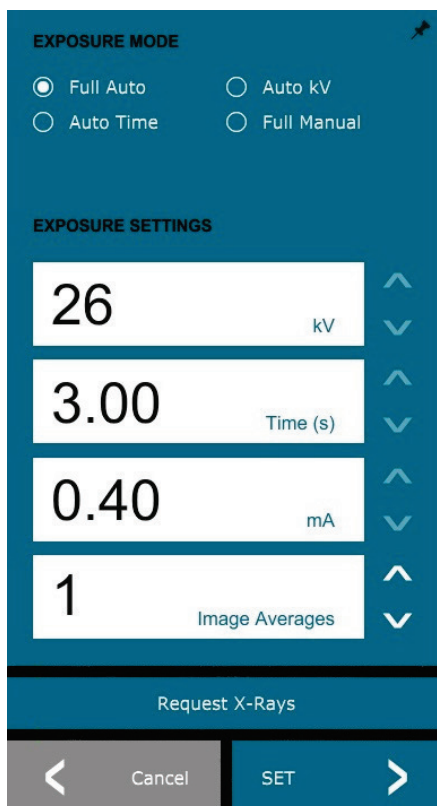 EXPOSURE MODE
Full Auto
Auto kV
Auto Time
Full Manual
EXPOSURE SETTINGS
26
kV
3.00
Time (s)
0.40
mA
1
Image Averages
Request X-Rays
Cancel
SET